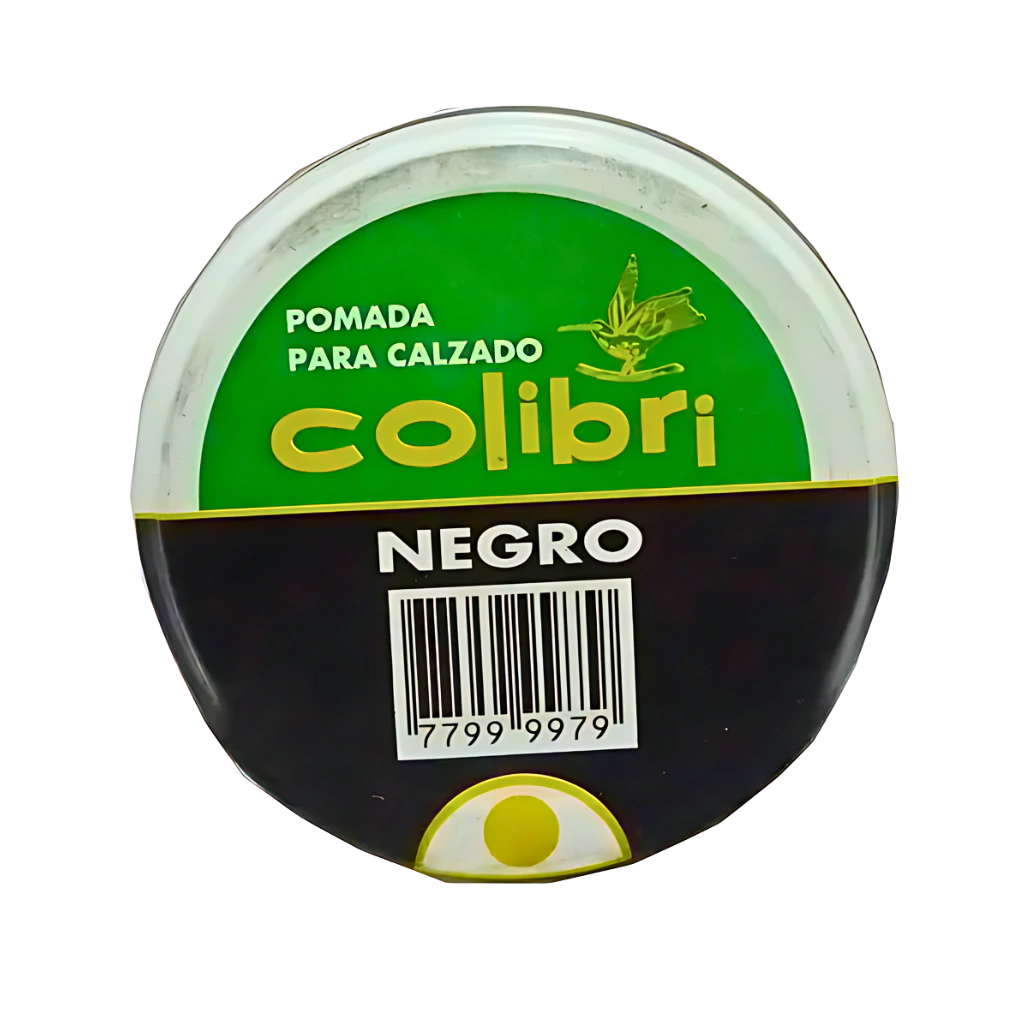 POMADA
PARA CALZADO
colibri
NEGRO
7799 9979